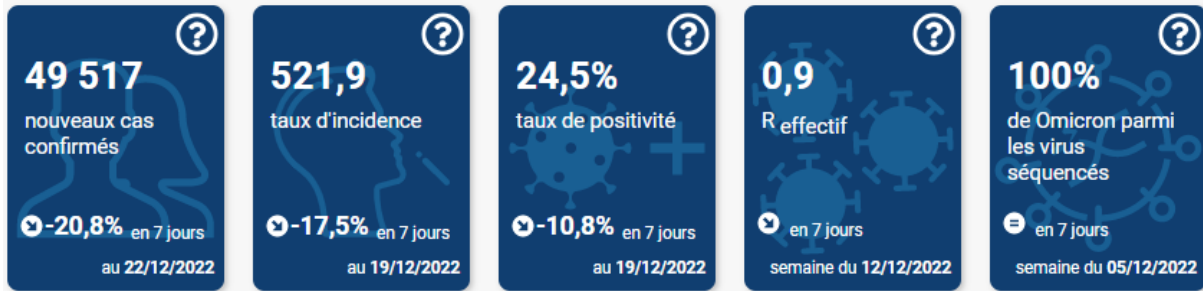 ?
49 517
nouveaux cas
confirmés
-20,8% en 7 jours
au 22/12/2022
?
521,9
taux d'incidence
-17,5% en 7 jours
au 19/12/2022
?
24,5%
taux de positivité
-10,8% en 7 jours
au 19/12/2022
?
0,9
R effectif
en 7 jours
semaine du 12/12/2022
?
100%
de Omicron parmi
les virus
séquencés
= en 7 jours
semaine du 05/12/2022